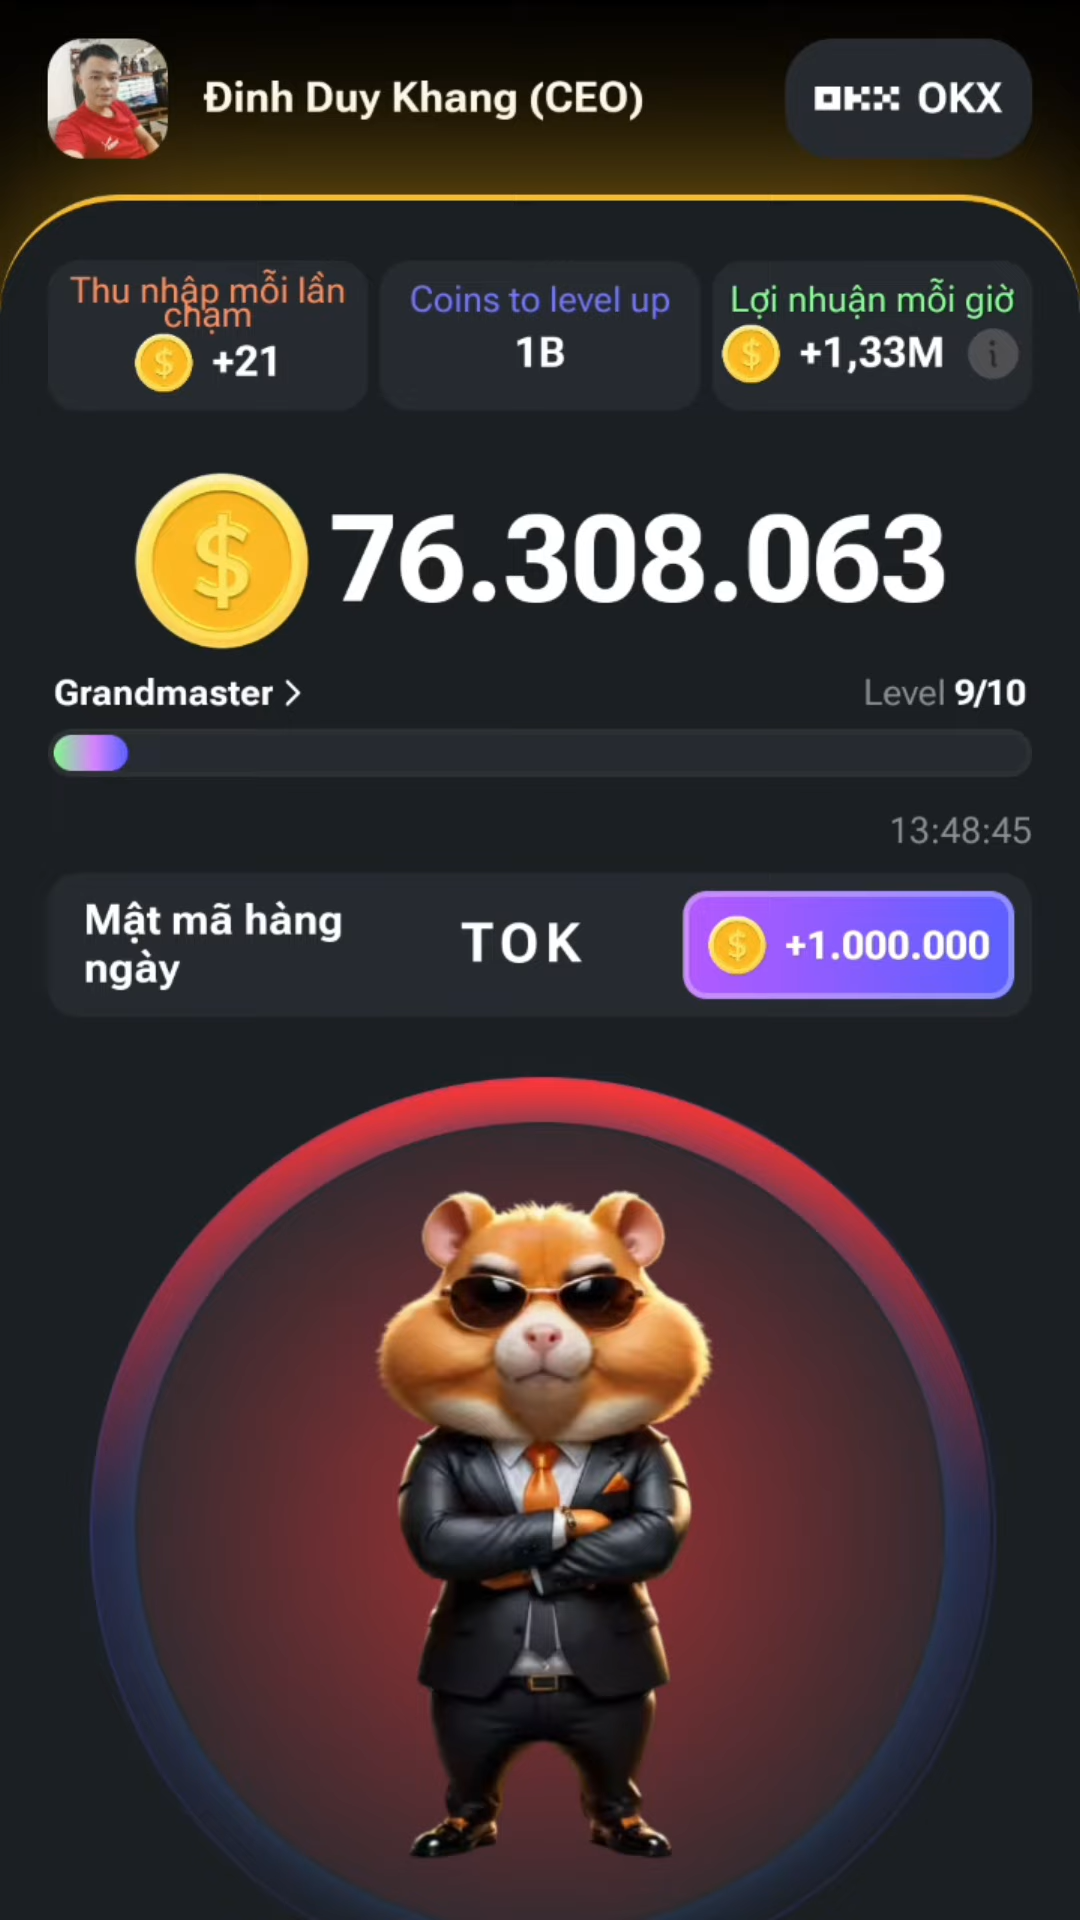 Đinh Duy Khang (CEO)
OKX OKX
Thu nhập mỗi lần
chạm
+21
Coins to level up
1B
Lợi nhuận mỗi giờ
+1,33M
76.308.063
Grandmaster >
Level 9/10
13:48:45
Mật mã hàng
ngày
TOK
+1.000.000